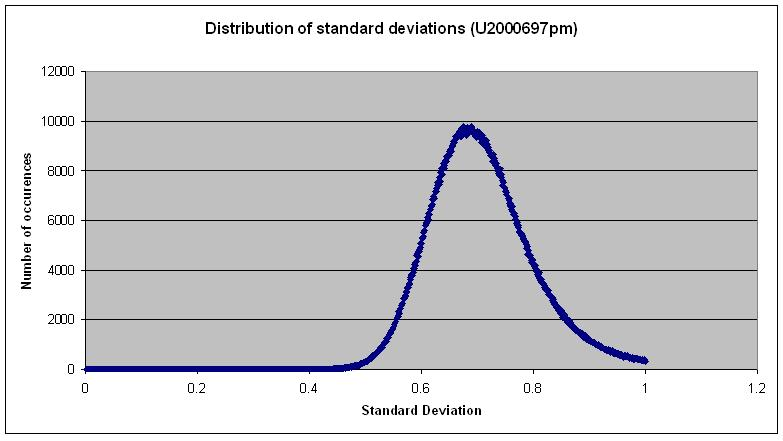 Distribution of standard deviations (U2000697pm)
12000
10000
8000
6000
4000
2000
0
Number of occurences
0 0.2 0.4 0.6 0.8 1 1.2
Standard Deviation